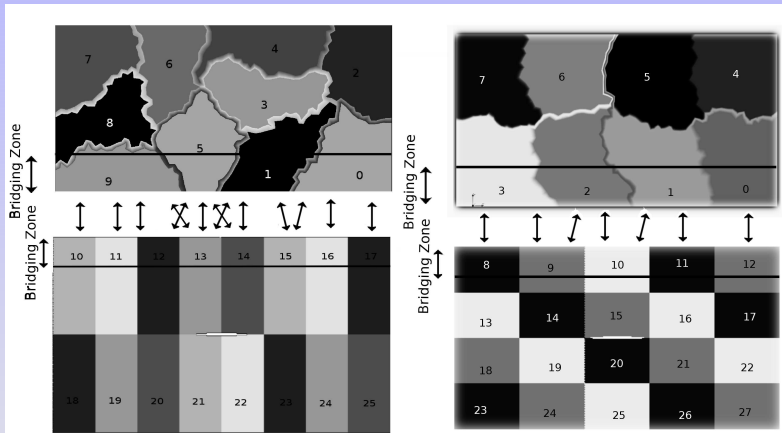 7 6 4 2
8 3
5
9 1 0
Bridging Zone
10 11 12 13 14 15 16 17
Bridging Zone
18 19 20 21 22 23 24 25
7 6 5 4
3 2 1 0
Bridging Zone
8 9 10 11 12
Bridging Zone
13 14 15 16 17
18 19 20 21 22
23 24 25 26 27